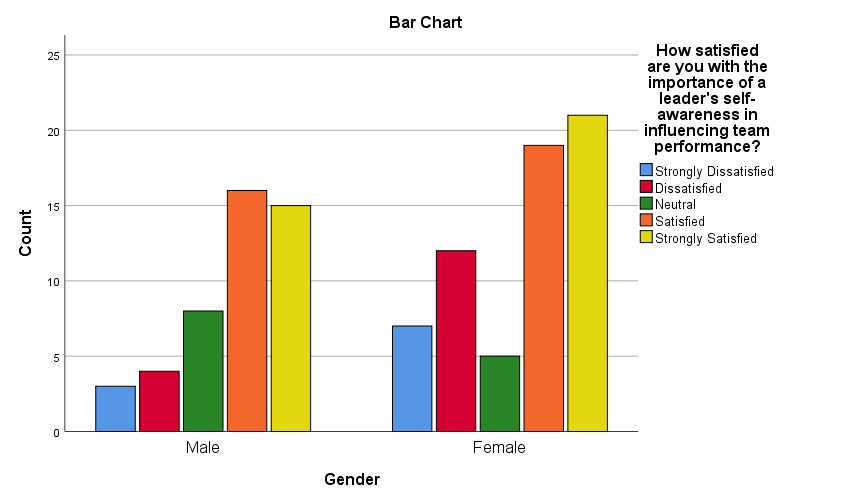 Bar Chart
25
20
15
10
5
0
Count
Male
Female
Gender
How satisfied
are you with the
importance of a
leader's self-
awareness in
influencing team
performance?
Strongly Dissatisfied
Dissatisfied
Neutral
Satisfied
Strongly Satisfied